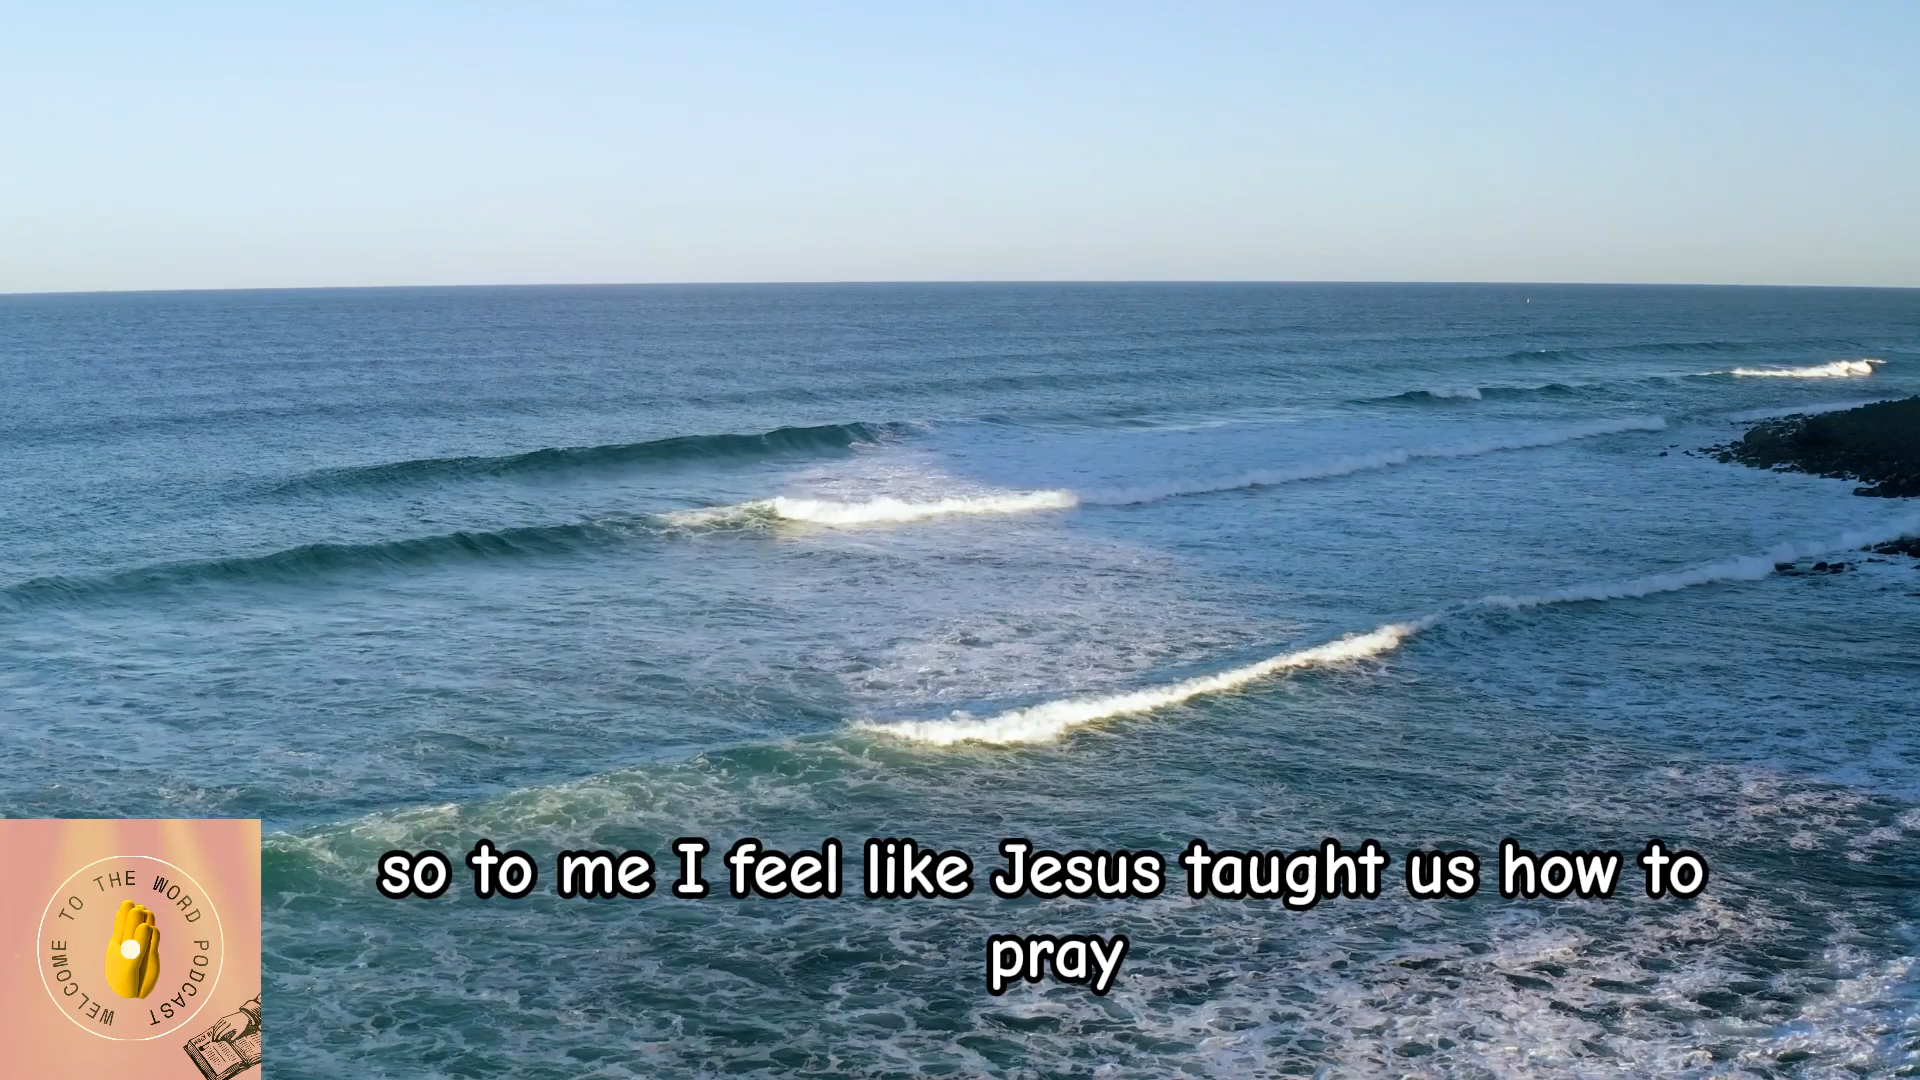 so to me I feel like Jesus taught us how to
pray
WELCOME TO THE WORD PODCAST